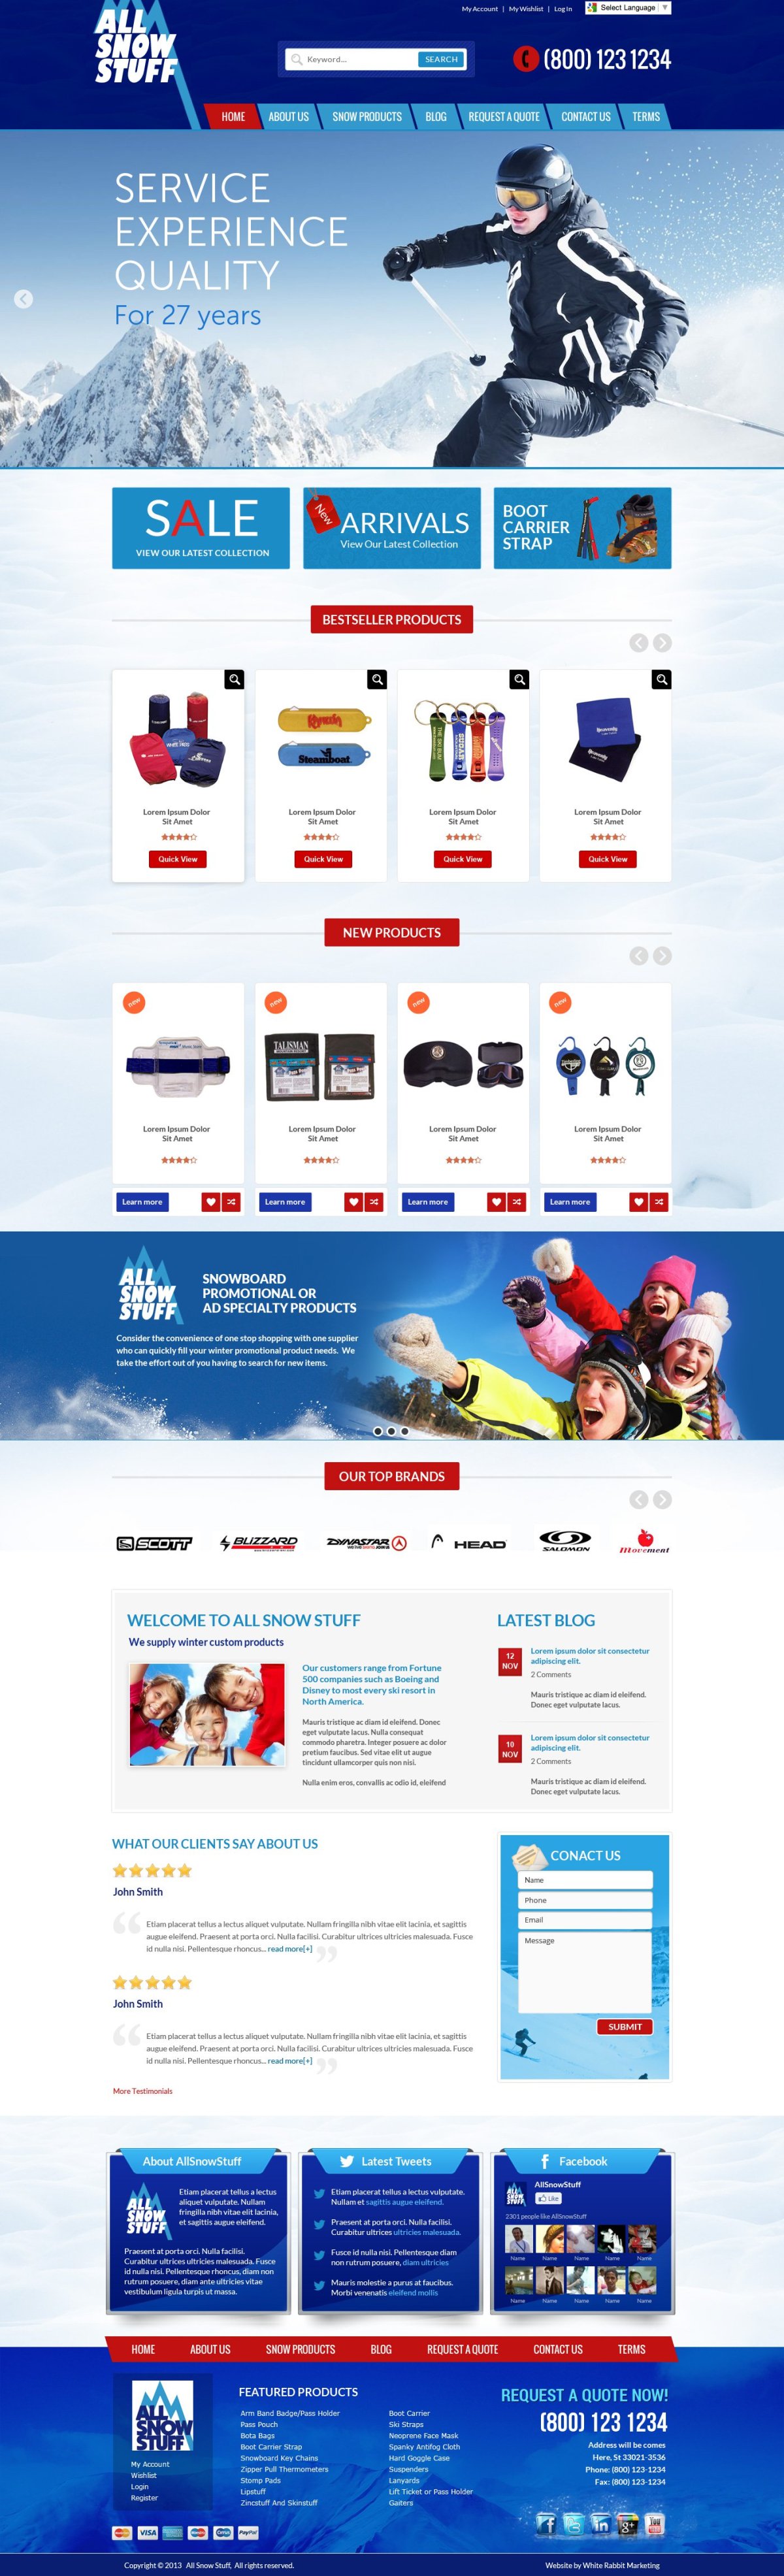 My Account | My Wishlist | Log In
Select Language
ALL
SNOW
STUFF
Keyword...
SEARCH
(800) 123 1234
HOME
ABOUT US
SNOW PRODUCTS
BLOG
REQUEST A QUOTE
CONTACT US
TERMS
SERVICE
EXPERIENCE
QUALITY
For 27 years
SALE
VIEW OUR LATEST COLLECTION
New
ARRIVALS
View Our Latest Collection
BOOT
CARRIER
STRAP
BESTSELLER PRODUCTS
Steamboat
Lorem Ipsum Dolor
Sit Amet
Quick View
Lorem Ipsum Dolor
Sit Amet
Quick View
Lorem Ipsum Dolor
Sit Amet
Quick View
Lorem Ipsum Dolor
Sit Amet
Quick View
NEW PRODUCTS
new
new
new
new
TALISMAN
Lorem Ipsum Dolor
Sit Amet
Lorem Ipsum Dolor
Sit Amet
Lorem Ipsum Dolor
Sit Amet
Lorem Ipsum Dolor
Sit Amet
Learn more
Learn more
Learn more
Learn more
ALL
SNOW
STUFF
SNOWBOARD
PROMOTIONAL OR
AD SPECIALTY PRODUCTS
Consider the convenience of one stop shopping with one supplier
who can quickly fill your winter promotional product needs. We
take the effort out of you having to search for new items.
OUR TOP BRANDS
SCOTT
BLIZZARD
DYNASTAR
HEAD
SALOMON
movement
WELCOME TO ALL SNOW STUFF
We supply winter custom products
Our customers range from Fortune
500 companies such as Boeing and
Disney to most every ski resort in
North America.
Mauris tristique ac diam id eleifend. Donec
eget vulputate lacus. Nulla consequat
commodo pharetra. Integer posuere ac dolor
pretium faucibus. Sed vitae elit ut augue
tincidunt ullamcorper quis non nisi.
Nulla enim eros, convallis ac odio id, eleifend
LATEST BLOG
12
NOV
Lorem ipsum dolor sit consectetur
adipiscing elit.
2 Comments
Mauris tristique ac diam id eleifend.
Donec eget vulputate lacus.
10
NOV
Lorem ipsum dolor sit consectetur
adipiscing elit.
2 Comments
Mauris tristique ac diam id eleifend.
Donec eget vulputate lacus.
WHAT OUR CLIENTS SAY ABOUT US
John Smith
Etiam placerat tellus a lectus aliquet vulputate. Nullam fringilla nibh vitae elit lacinia, et sagittis
augue eleifend. Praesent at porta orci. Nulla facilisi. Curabitur ultrices ultricies malesuada. Fusce
id nulla nisi. Pellentesque rhoncus... read more[+]
John Smith
Etiam placerat tellus a lectus aliquet vulputate. Nullam fringilla nibh vitae elit lacinia, et sagittis
augue eleifend. Praesent at porta orci. Nulla facilisi. Curabitur ultrices ultricies malesuada. Fusce
id nulla nisi. Pellentesque rhoncus... read more[+]
More Testimonials
CONACT US
Name
Phone
Email
Message
SUBMIT
About AllSnowStuff
ALL
SNOW
STUFF
Etiam placerat tellus a lectus
aliquet vulputate. Nullam
fringilla nibh vitae elit lacinia,
et sagittis augue eleifend.
Praesent at porta orci. Nulla facilisi.
Curabitur ultrices ultricies malesuada. Fusce
id nulla nisi. Pellentesque rhoncus, diam non
rutrum posuere, diam ante ultricies vitae
vestibulum ligula turpis ut massa.
Latest Tweets
Etiam placerat tellus a lectus vulputate.
Nullam et sagittis augue eleifend.
Praesent at porta orci. Nulla facilisi.
Curabitur ultrices ultricies malesuada.
Fusce id nulla nisi. Pellentesque diam
non rutrum posuere, diam ultricies
Mauris molestie a purus at faucibus.
Morbi venenatis eleifend mollis
Facebook
AllSnowStuff
Like
2301 people like AllSnowStuff
Name Name Name Name Name
Name Name Name Name Name
HOME
ABOUT US
SNOW PRODUCTS
BLOG
REQUEST A QUOTE
CONTACT US
TERMS
ALL
SNOW
STUFF
My Account
Wishlist
Login
Register
FEATURED PRODUCTS
Arm Band Badge/Pass Holder
Pass Pouch
Bota Bags
Boot Carrier Strap
Snowboard Key Chains
Zipper Pull Thermometers
Stomp Pads
Lipstuff
Zincstuff And Skinstuff
Boot Carrier
Ski Straps
Neoprene Face Mask
Spanky Antifog Cloth
Hard Goggle Case
Suspenders
Lanyards
Lift Ticket or Pass Holder
Gaiters
REQUEST A QUOTE NOW!
(800) 123 1234
Address will be comes
Here, St 33021-3536
Phone: (800) 123-1234
Fax: (800) 123-1234
VISA
PayPal
You
Copyright © 2013 All Snow Stuff, All rights reserved.
Website by White Rabbit Marketing